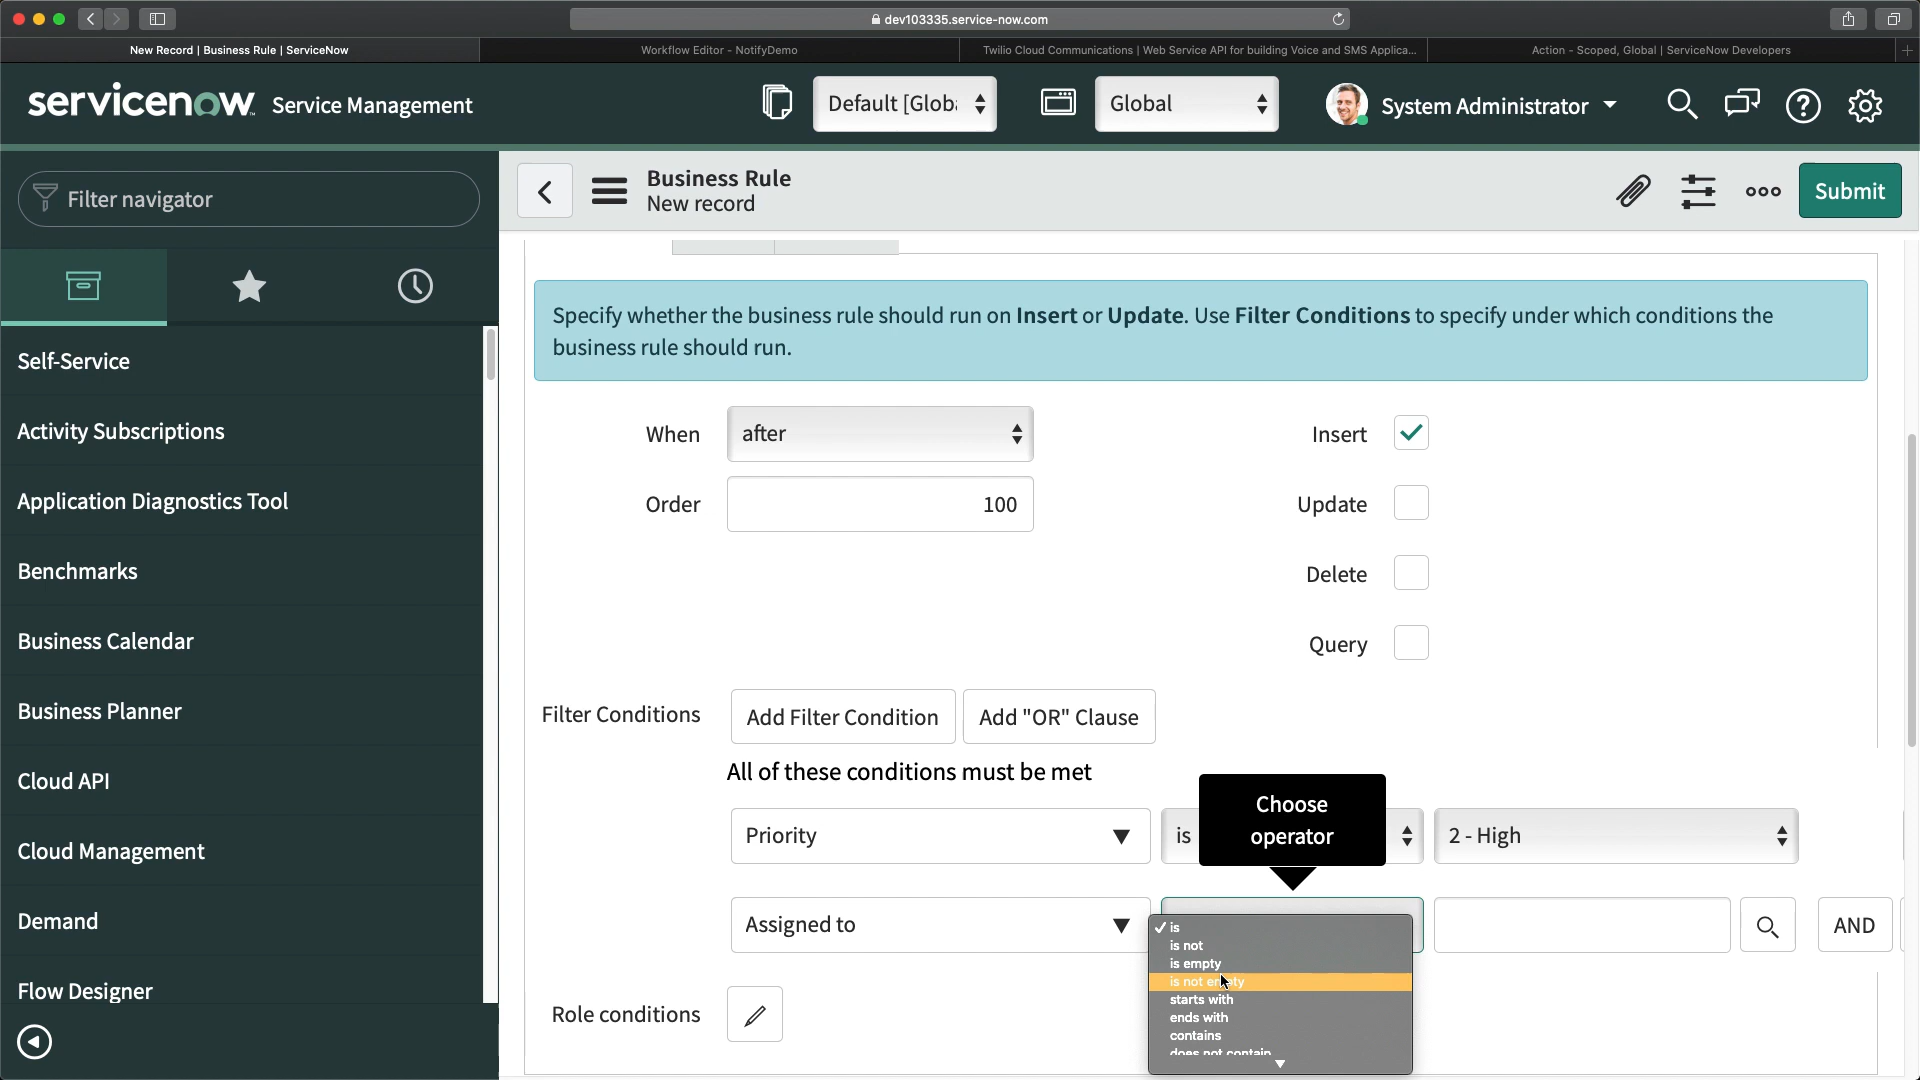 dev103335.service-now.com
New Record | Business Rule | ServiceNow
Workflow Editor - NotifyDemo
Twilio Cloud Communications | Web Service API for building Voice and SMS Applica...
Action - Scoped, Global | ServiceNow Developers
servicenow Service Management
Default [Globa
Global
System Administrator
Filter navigator
Business Rule
New record
Submit
Self-Service
Activity Subscriptions
Application Diagnostics Tool
Benchmarks
Business Calendar
Business Planner
Cloud API
Cloud Management
Demand
Flow Designer
Specify whether the business rule should run on Insert or Update. Use Filter Conditions to specify under which conditions the
business rule should run.
When
after
Insert
Order
100
Update
Delete
Query
Filter Conditions
Add Filter Condition
Add "OR" Clause
All of these conditions must be met
Choose
operator
Priority
is
2 - High
Assigned to
AND
is
is not
is empty
is not empty
starts with
ends with
contains
does not contain
Role conditions